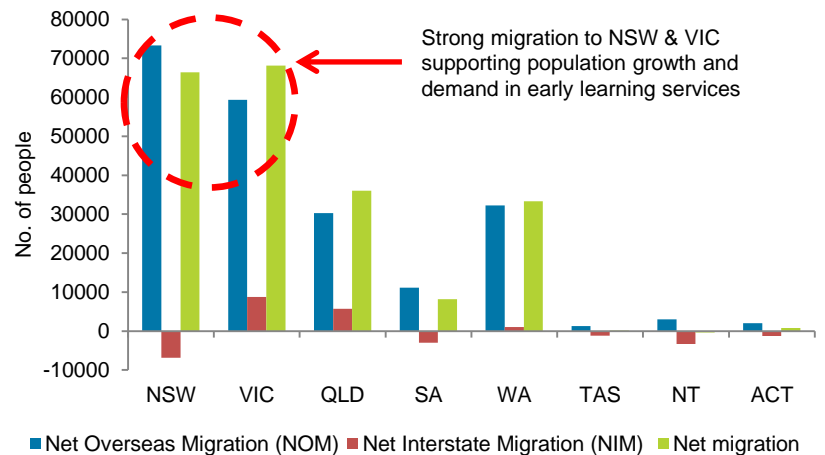 80000
70000
60000
50000
40000
30000
20000
10000
0
-10000
No. of people
Strong migration to NSW & VIC
supporting population growth and
demand in early learning services
NSW VIC QLD SA WA TAS NT ACT
Net Overseas Migration (NOM) Net Interstate Migration (NIM) Net migration